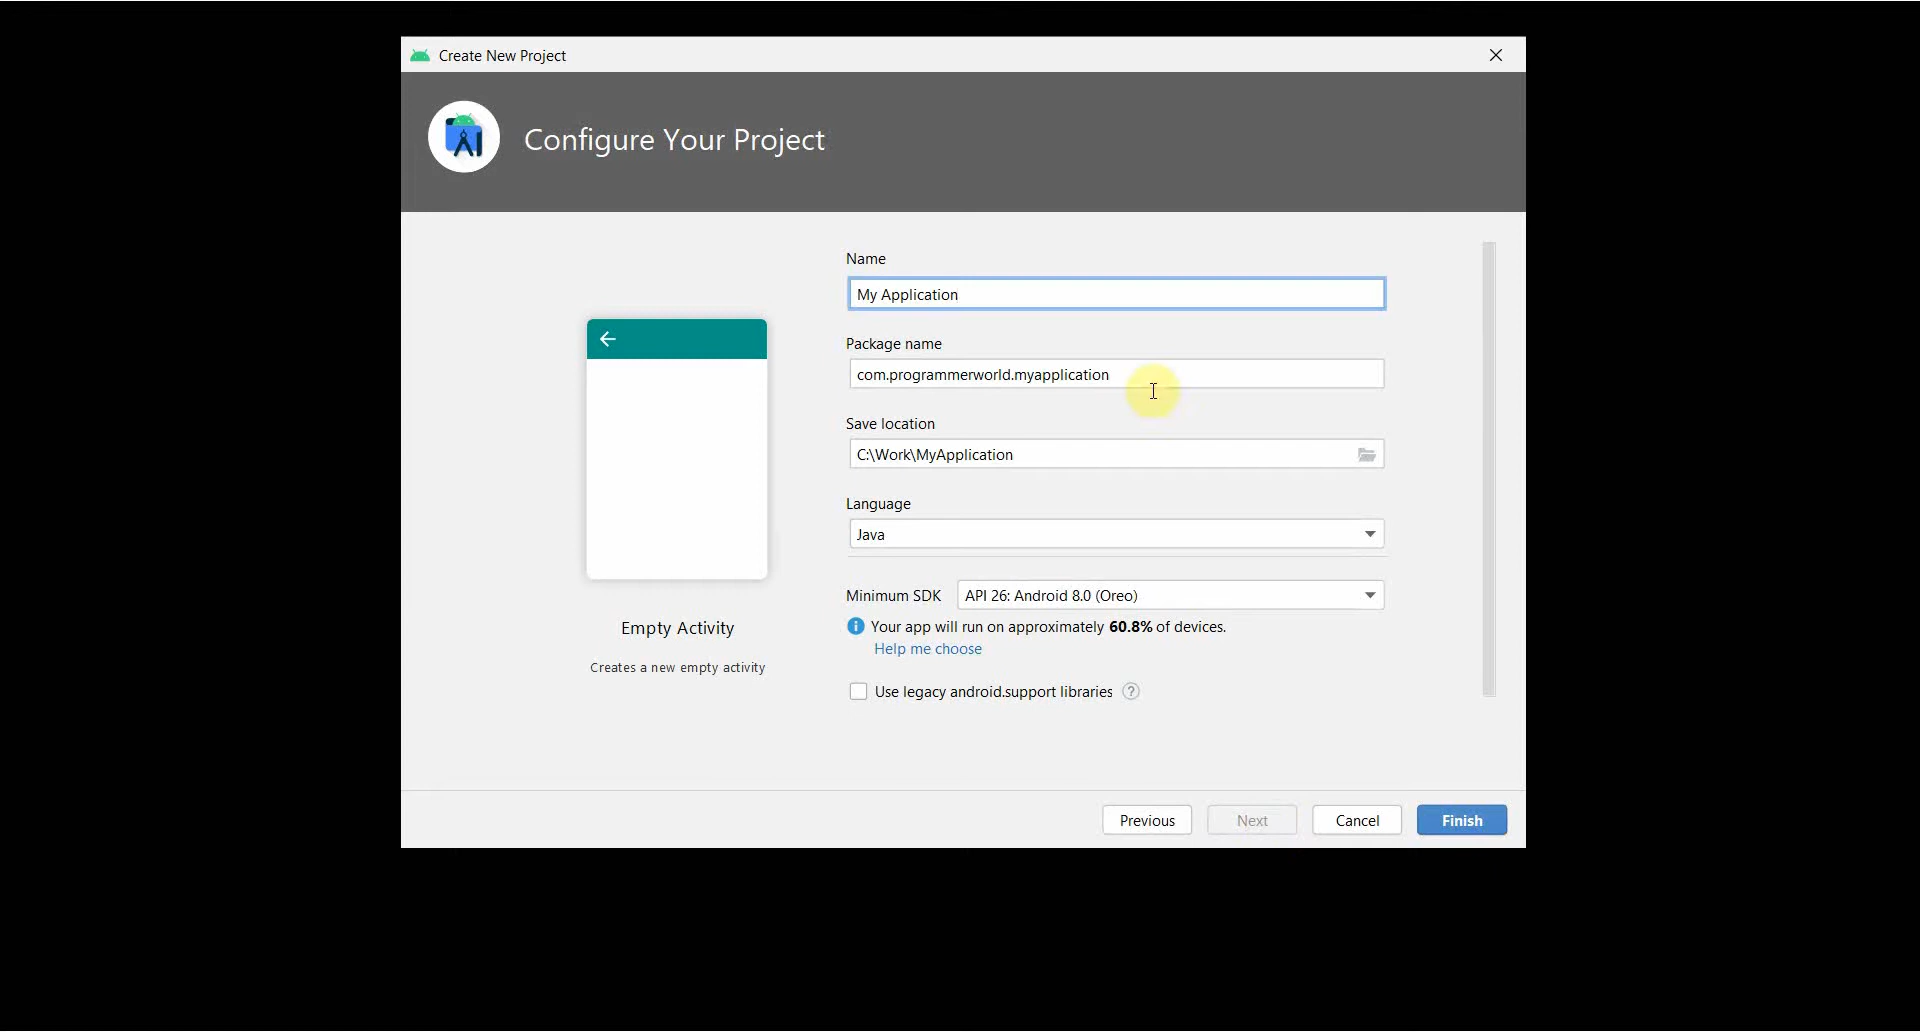 Create New Project
Configure Your Project
Name
My Application
Package name
com.programmerworld.myapplication
Save location
C:\Work\MyApplication
Language
Java
Minimum SDK API 26: Android 8.0 (Oreo)
Your app will run on approximately 60.8% of devices.
Help me choose
Use legacy android.support libraries ?
Empty Activity
Creates a new empty activity
Previous Next Cancel Finish